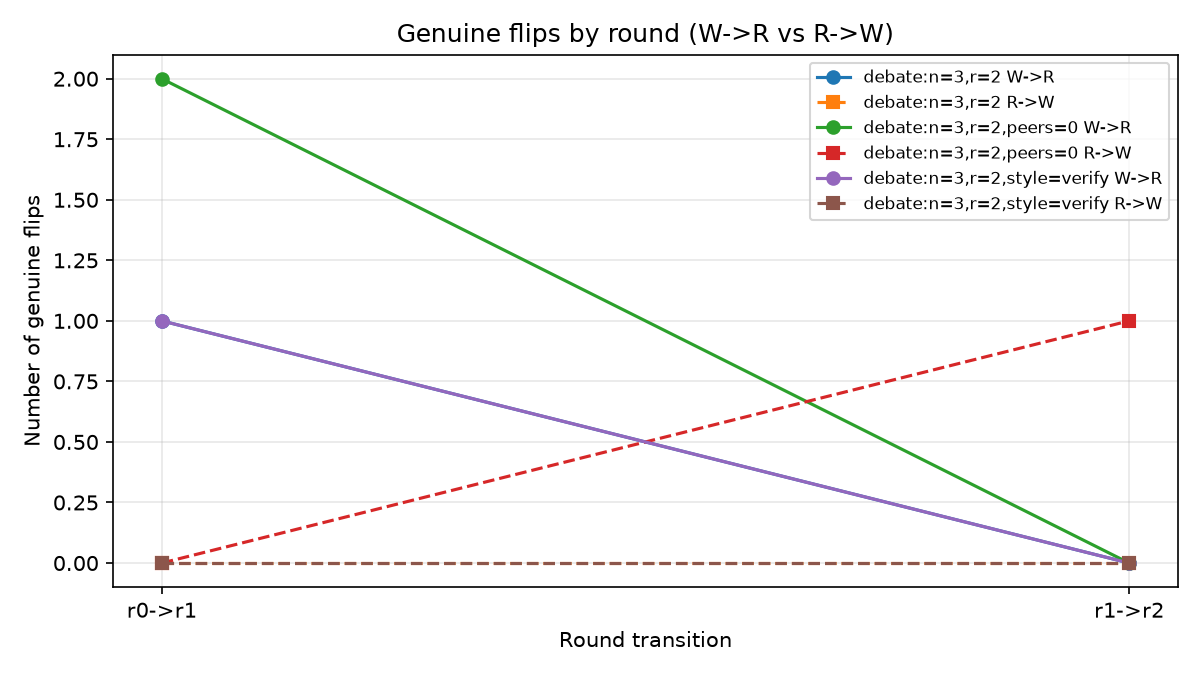 Genuine flips by round (W->R vs R->W)
debate:n=3,r=2 W->R
debate:n=3,r=2 R->W
debate:n=3,r=2,peers=0 W->R
debate:n=3,r=2,peers=0 R->W
debate:n=3,r=2,style=verify W->R
debate:n=3,r=2,style=verify R->W
Number of genuine flips
2.00
1.75
1.50
1.25
1.00
0.75
0.50
0.25
0.00
r0->r1
r1->r2
Round transition